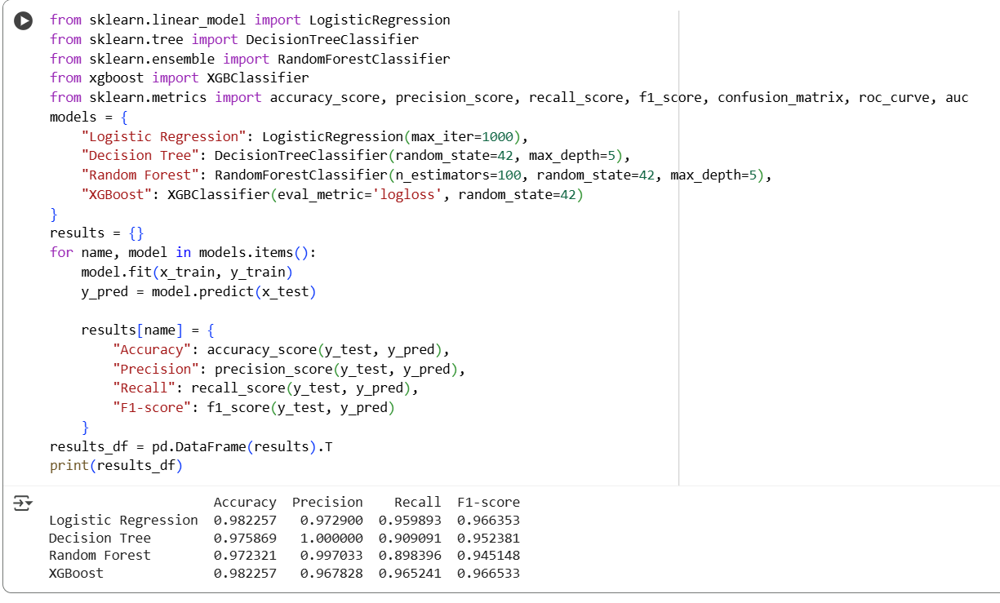 from sklearn.linear_model import LogisticRegression
from sklearn.tree import DecisionTreeClassifier
from sklearn.ensemble import RandomForestClassifier
from xgboost import XGBClassifier
from sklearn.metrics import accuracy_score, precision_score, recall_score, f1_score, confusion_matrix, roc_curve, auc
models = {
    "Logistic Regression": LogisticRegression(max_iter=1000),
    "Decision Tree": DecisionTreeClassifier(random_state=42, max_depth=5),
    "Random Forest": RandomForestClassifier(n_estimators=100, random_state=42, max_depth=5),
    "XGBoost": XGBClassifier(eval_metric='logloss', random_state=42)
}
results = {}
for name, model in models.items():
    model.fit(x_train, y_train)
    y_pred = model.predict(x_test)
    results[name] = {
        "Accuracy": accuracy_score(y_test, y_pred),
        "Precision": precision_score(y_test, y_pred),
        "Recall": recall_score(y_test, y_pred),
        "F1-score": f1_score(y_test, y_pred)
    }
results_df = pd.DataFrame(results).T
print(results_df)
                     Accuracy  Precision    Recall  F1-score
Logistic Regression  0.982257   0.972900  0.959893  0.966353
Decision Tree        0.975869   1.000000  0.909091  0.952381
Random Forest        0.972321   0.997033  0.898396  0.945148
XGBoost              0.982257   0.967828  0.965241  0.966533